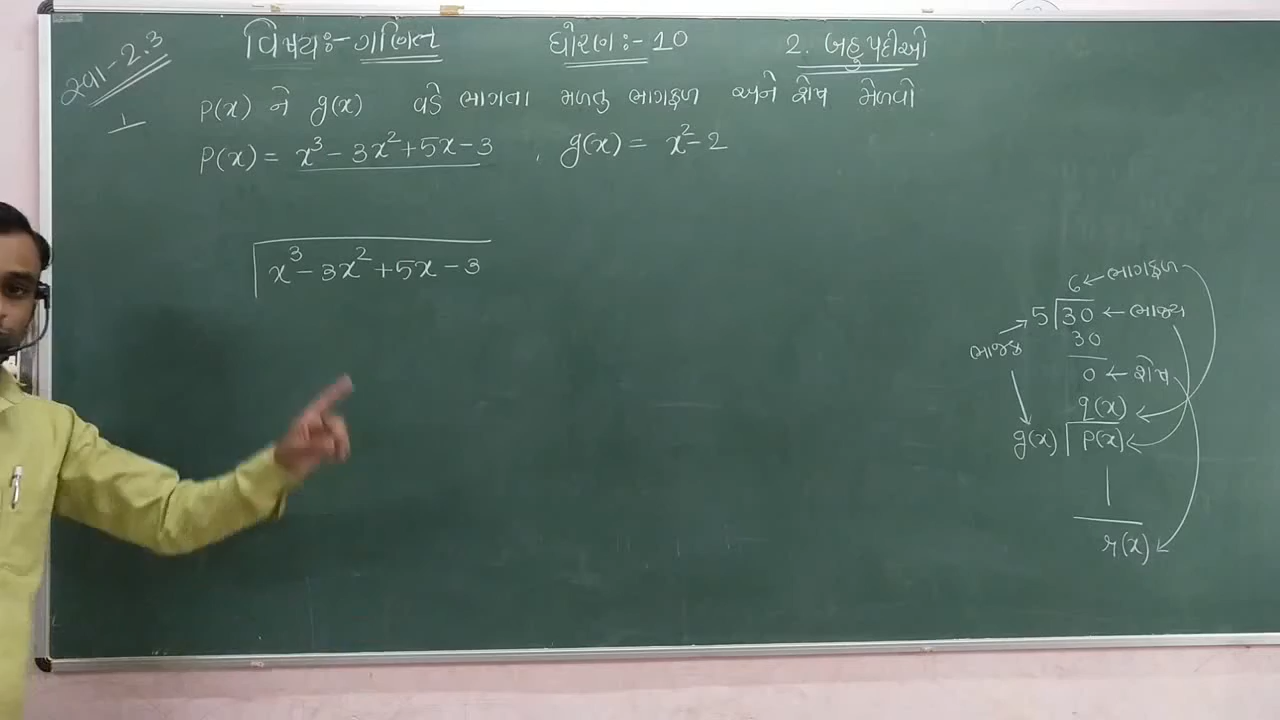 વિષય:- ગણિત ધોરણ:- 10 2. બહુપદીઓ
સ્વા-2.3
1
P(x) ને g(x) વડે ભાગતા મળતુ ભાગફળ અને શેષ મેળવો
P(x) = x³ - 3x² + 5x - 3 , g(x) = x² - 2
x³ - 3x² + 5x - 3
6 ← ભાગફળ
5 30 ← ભાજ્ય
ભાજક
30
0 ← શેષ
q(x)
g(x) P(x)
r(x)